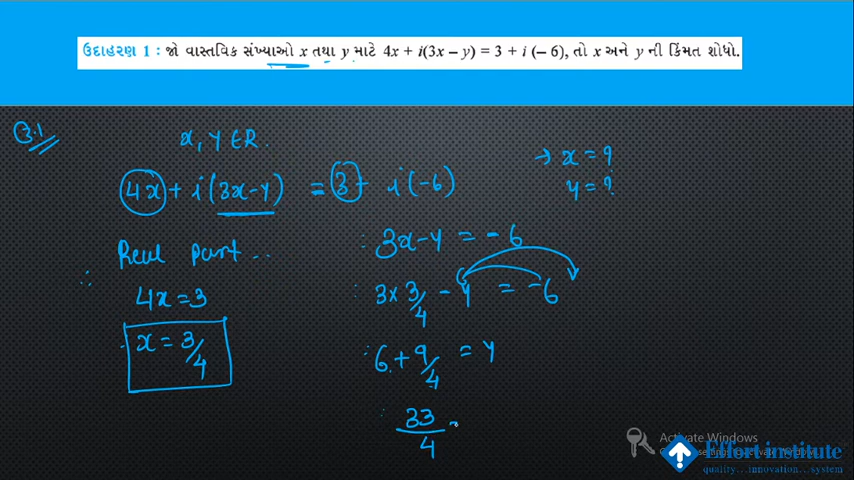 ઉદાહરણ 1 : જો વાસ્તવિક સંખ્યાઓ x તથા y માટે 4x + i(3x – y) = 3 + i (– 6), તો x અને y ની કિંમત શોધો.
x, y ∈ R.
→ x = ?
y = ?
4x + i(3x-y) = 3 + i(-6)
Real part ..
∴ 4x = 3
x = 3/4
: 3x-y = -6
: 3 x 3/4 - y = -6
: 6 + 9/4 = y
: 33/4 =
Activate Windows
Effort institute
quality...innovation...system